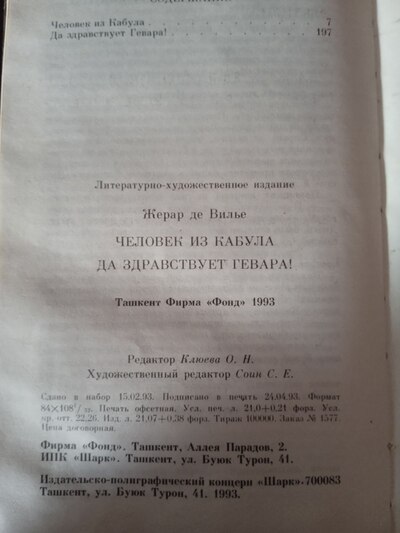 СОДЕРЖАНИЕ
Человек из Кабула . . . . . . . . . . . . . . . 7
Да здравствует Гевара! . . . . . . . . . . . . . 197
Литературно-художественное издание
Жерар де Вилье
ЧЕЛОВЕК ИЗ КАБУЛА
ДА ЗДРАВСТВУЕТ ГЕВАРА!
Ташкент Фирма «Фонд» 1993
Редактор Клюева О. Н.
Художественный редактор Соин С. Е.
Сдано в набор 15.02.93. Подписано в печать 24.04.93. Формат
84×108¹/₃₂. Печать офсетная. Усл. печ. л. 21,0+0,21 форз. Усл.
кр. отт. 22,26. Изд. л. 21,07+0,38 форз. Тираж 100000. Заказ № 1577.
Цена договорная.
Фирма «Фонд». Ташкент, Аллея Парадов, 2.
ИПК «Шарк». Ташкент, ул. Буюк Турон, 41.
Издательско-полиграфический концерн «Шарк».700083
Ташкент, ул. Буюк Турон, 41. 1993.